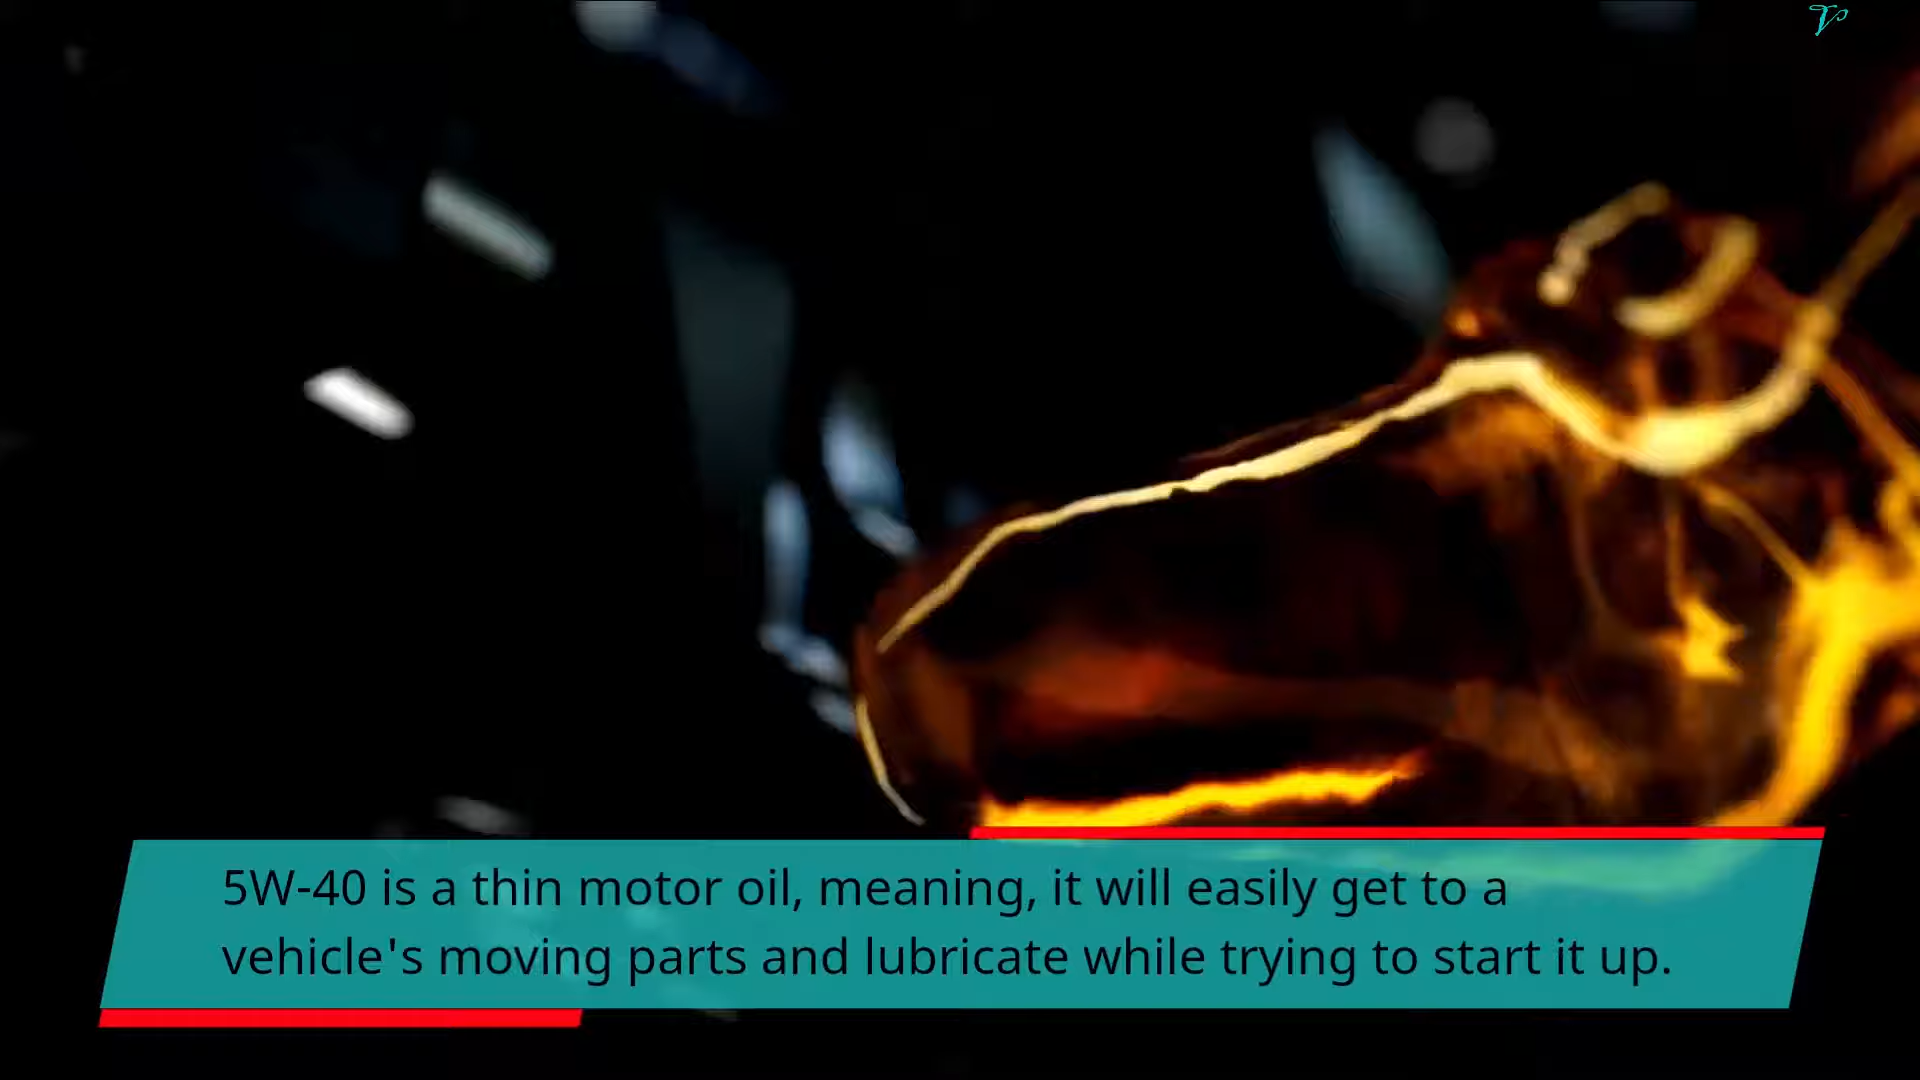 5W-40 is a thin motor oil, meaning, it will easily get to a
vehicle's moving parts and lubricate while trying to start it up.